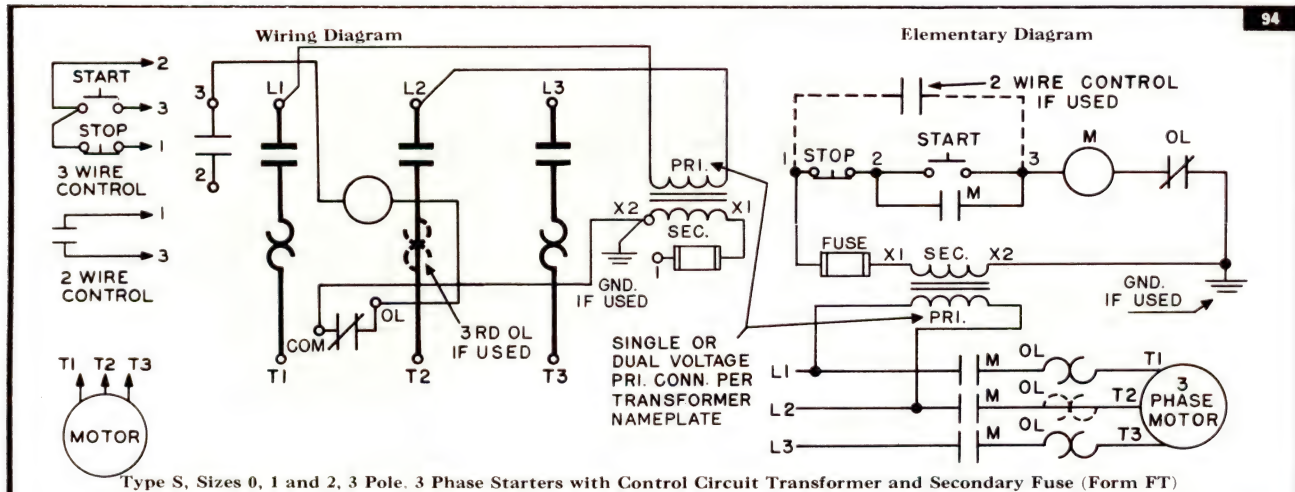 94
Wiring Diagram
Elementary Diagram
2
START
3
STOP
1
3 WIRE
CONTROL
1
3
2 WIRE
CONTROL
3
2
L1
L2
L3
PRI.
X2
X1
SEC.
1
GND.
IF USED
OL
COM
3RD OL
IF USED
T1
T2
T3
T1 T2 T3
MOTOR
SINGLE OR
DUAL VOLTAGE
PRI. CONN. PER
TRANSFORMER
NAMEPLATE
2 WIRE CONTROL
IF USED
1 STOP 2 START 3 M OL
M
FUSE X1 SEC. X2
PRI.
GND.
IF USED
L1 M OL T1
L2 M OL T2
L3 M OL T3
3
PHASE
MOTOR
Type S, Sizes 0, 1 and 2, 3 Pole, 3 Phase Starters with Control Circuit Transformer and Secondary Fuse (Form FT)